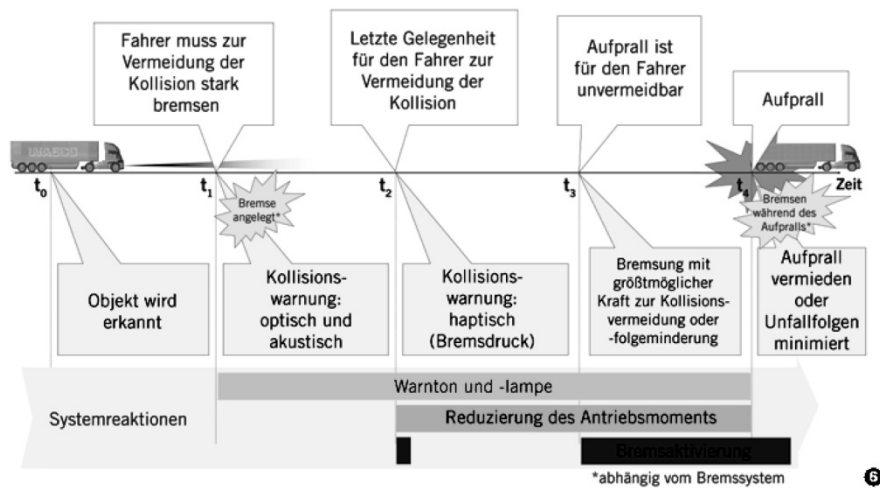 Fahrer muss zur
Vermeidung der
Kollision stark
bremsen
Letzte Gelegenheit
für den Fahrer zur
Vermeidung der
Kollision
Aufprall ist
für den Fahrer
unvermeidbar
Aufprall
WABCO
t0
t1
t2
t3
t4
Zeit
Bremse
angelegt*
Bremsen
während des
Aufpralls*
Objekt wird
erkannt
Kollisions-
warnung:
optisch und
akustisch
Kollisions-
warnung:
haptisch
(Bremsdruck)
Bremsung mit
größtmöglicher
Kraft zur Kollisions-
vermeidung oder
-folgeminderung
Aufprall
vermieden
oder
Unfallfolgen
minimiert
Systemreaktionen
Warnton und -lampe
Reduzierung des Antriebsmoments
Bremsaktivierung
*abhängig vom Bremssystem
6